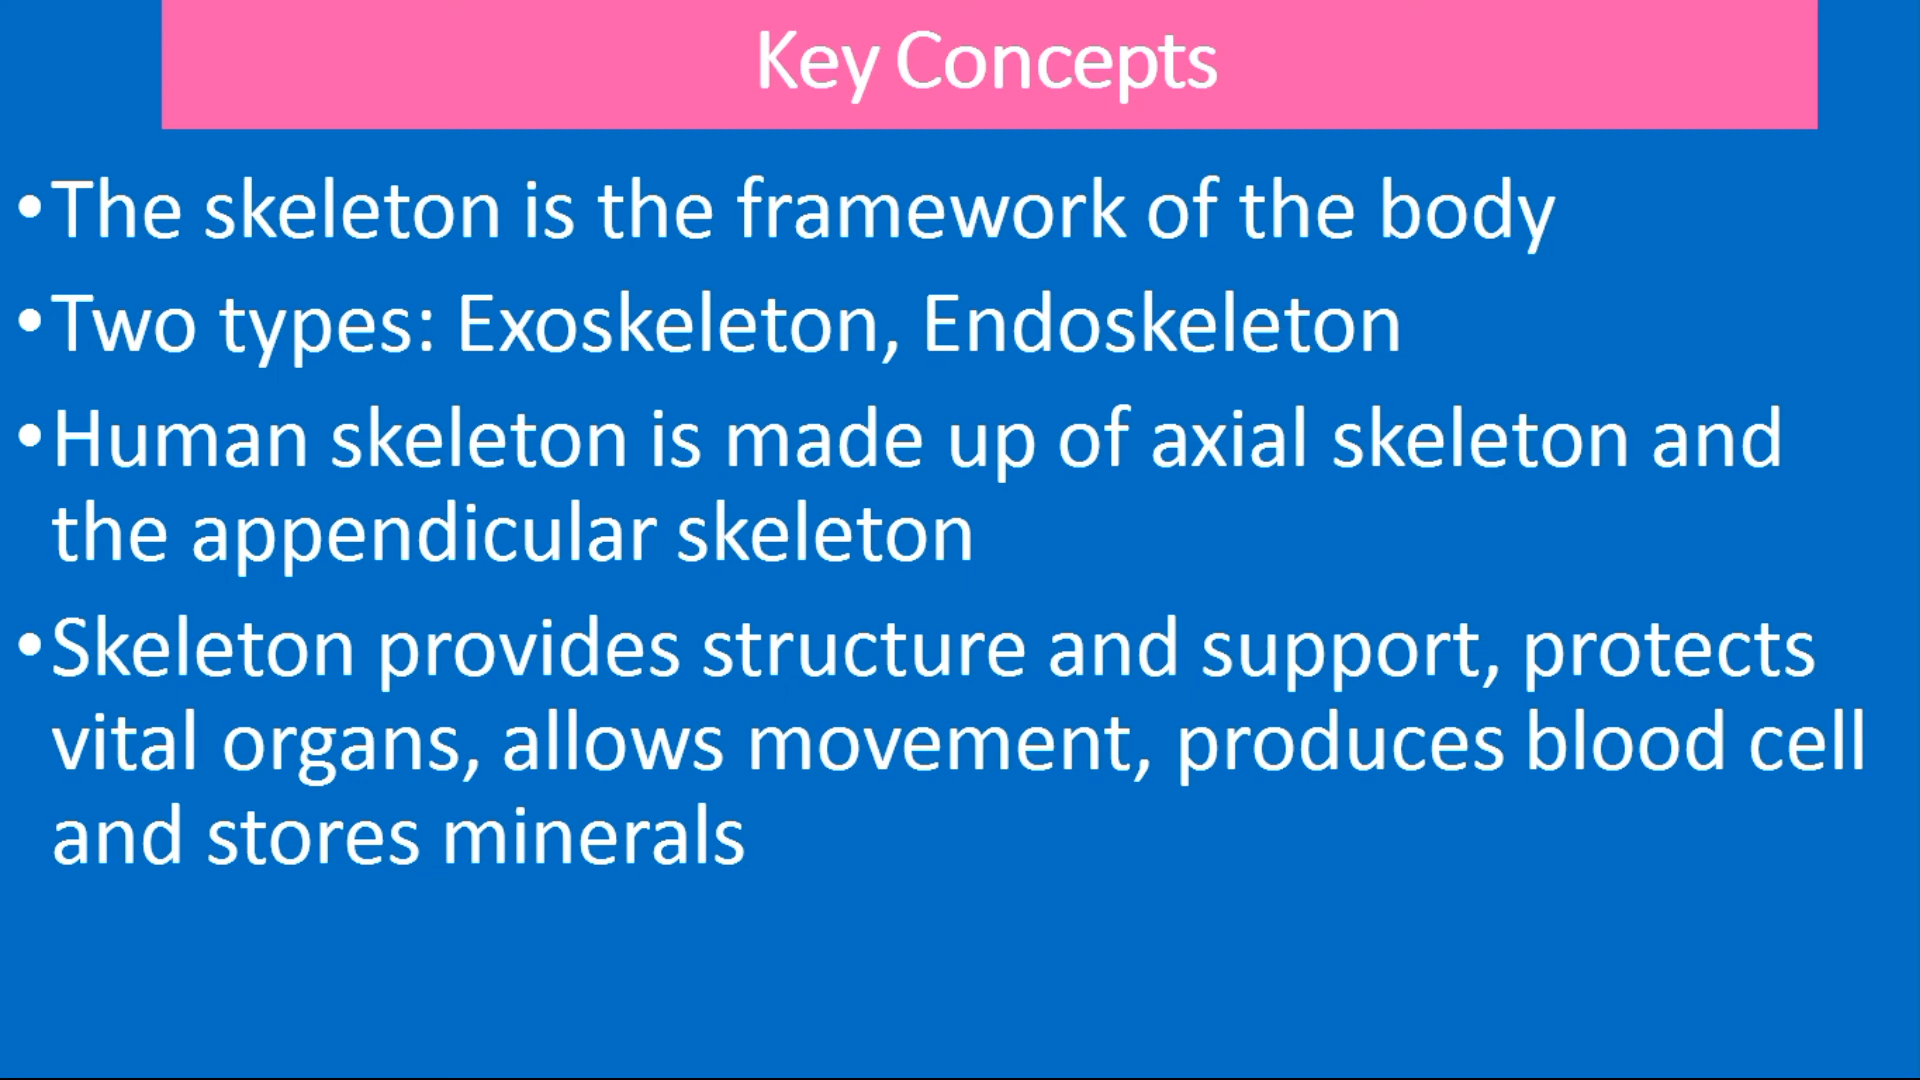 Key Concepts
•The skeleton is the framework of the body
•Two types: Exoskeleton, Endoskeleton
•Human skeleton is made up of axial skeleton and
the appendicular skeleton
•Skeleton provides structure and support, protects
vital organs, allows movement, produces blood cell
and stores minerals